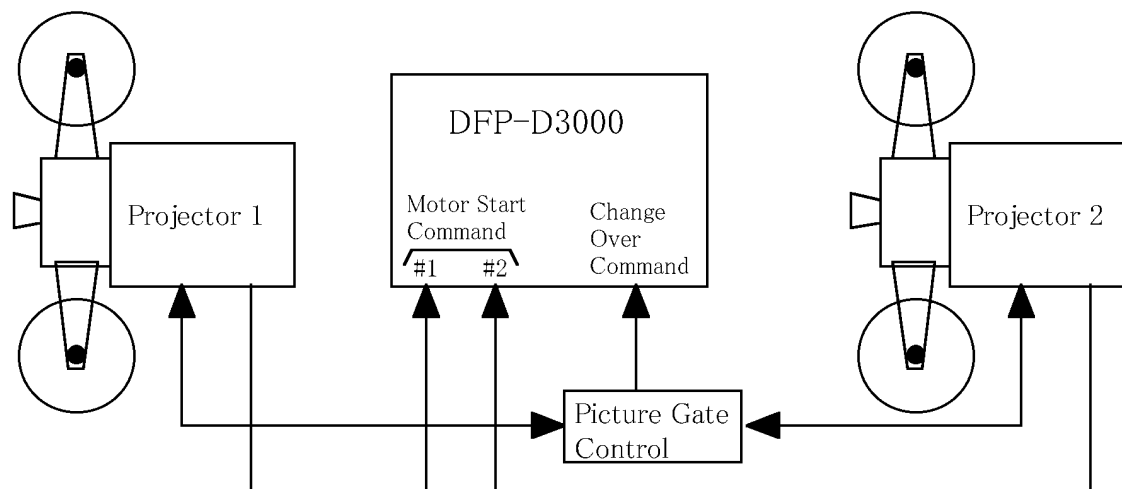 DFP-D3000
Projector 1
Motor Start
Command
#1 #2
Change
Over
Command
Projector 2
Picture Gate
Control